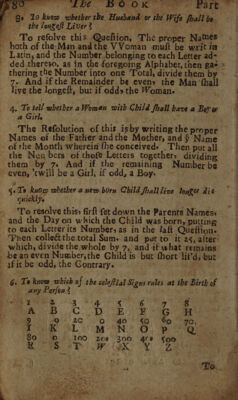 80 The BOOK Part
3. To know whether the Husband or the Wife shall be
the longest Liver?
To resolve this Question, The proper Names
both of the Man and the VVoman must be writ in
Latin, and the Number belonging to each Letter ad-
ded thereto, as in the foregoing Alphabet, then ga-
thering the Number into one Total, divide them by
7. And if the Remainder be even, the Man shall
live the longest, but if odd, the Woman.
4. To tell whether a Woman with Child shall have a Boy or
a Girl.
The Resolution of this is by writing the proper
Names of the Father and the Mother, and ye Name
of the Month wherein she conceived. Then put all
the Numbers of those Letters together, dividing
them by 7. And if the remaining Number be
even, 'twill be a Girl, if odd, a Boy.
5. To know whether a new born Child shall live long or die
quickly.
To resolve this, first set down the Parents Names,
and the Day on which the Child was born, putting
to each Letter its Number, as in the last Question.
Then collect the total Sum, and put to it 25, after
which, divide the whole by 7, and if what remains
be an even Number, the Child is but short liv'd, but
if it be odd, the Contrary.
6. To know which of the celestial Signs rules at the Birth of
any Person?
1 2 3 4 5 6 7 8
A B C D E F G H
9 9 20 0 40 50 60 70
I K L M N O P Q
80 0 100 200 300 400 500
R S T W X Y Z
To